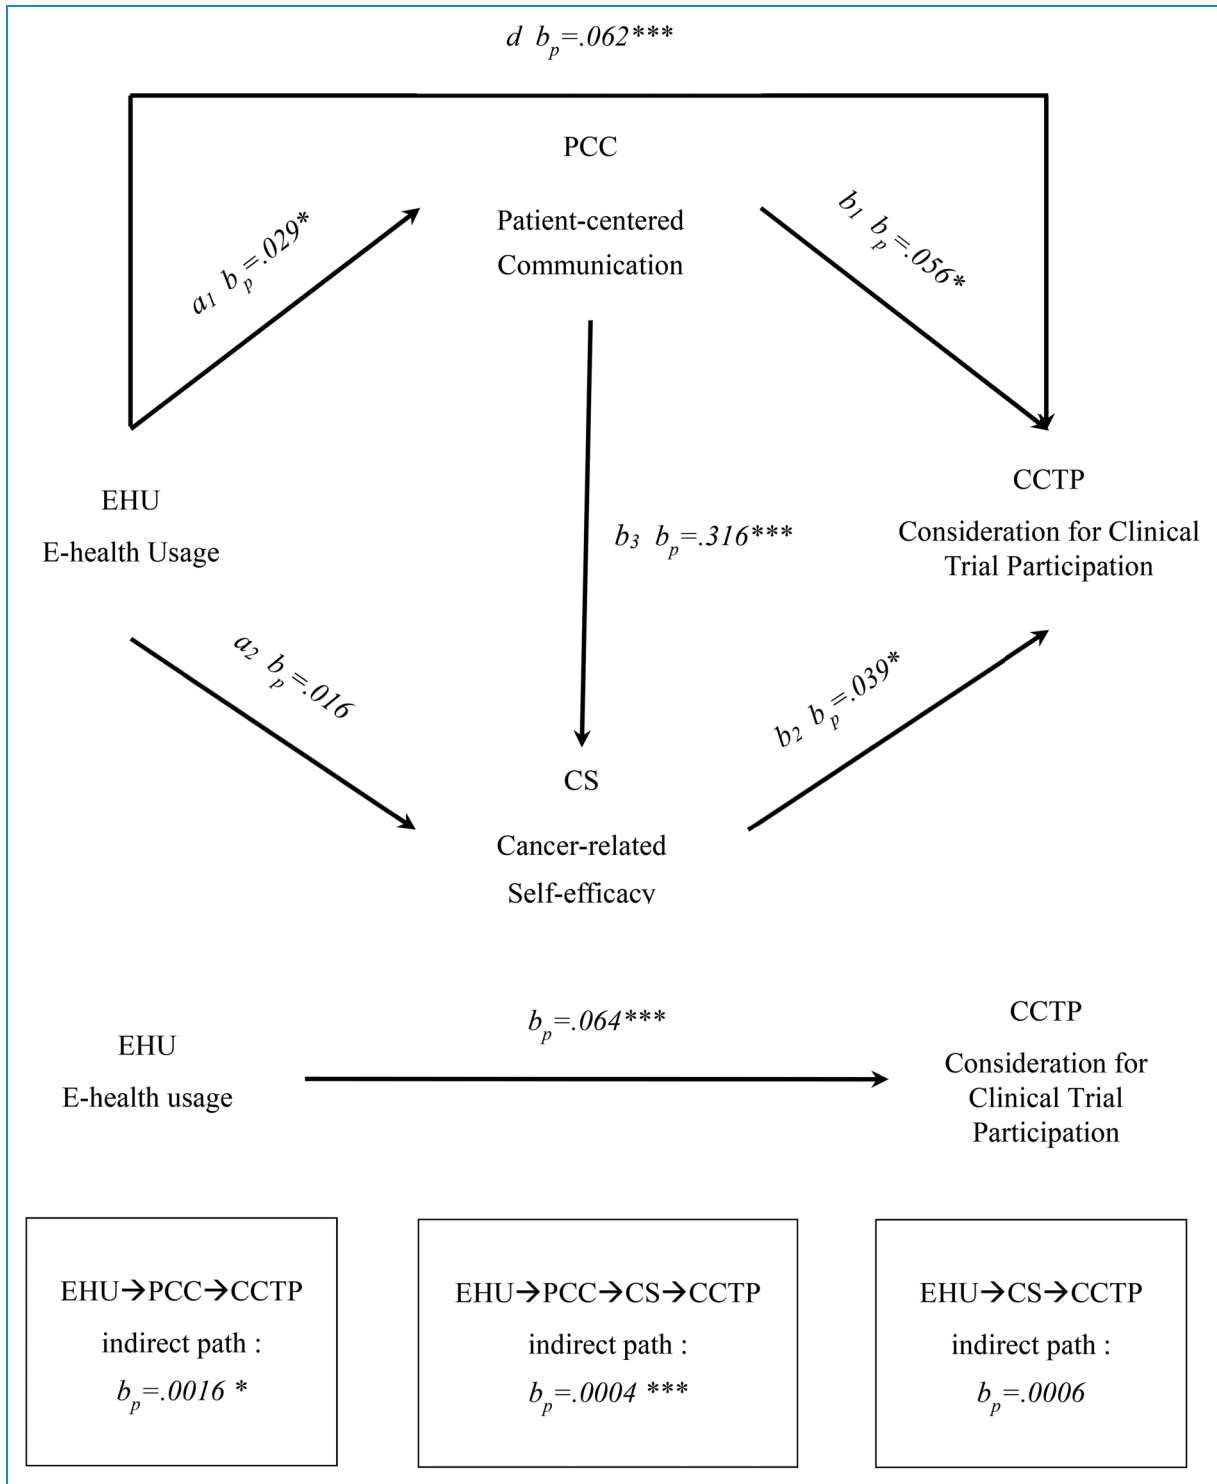 d b_p=.062***
PCC
Patient-centered
Communication
a1 b_p=.029*
b1 b_p=.056*
EHU
E-health Usage
CCTP
Consideration for Clinical
Trial Participation
b3 b_p=.316***
a2 b_p=.016
b2 b_p=.039*
CS
Cancer-related
Self-efficacy
b_p=.064***
EHU
E-health usage
CCTP
Consideration for
Clinical Trial
Participation
EHU→PCC→CCTP
indirect path :
b_p=.0016 *
EHU→PCC→CS→CCTP
indirect path :
b_p=.0004 ***
EHU→CS→CCTP
indirect path :
b_p=.0006